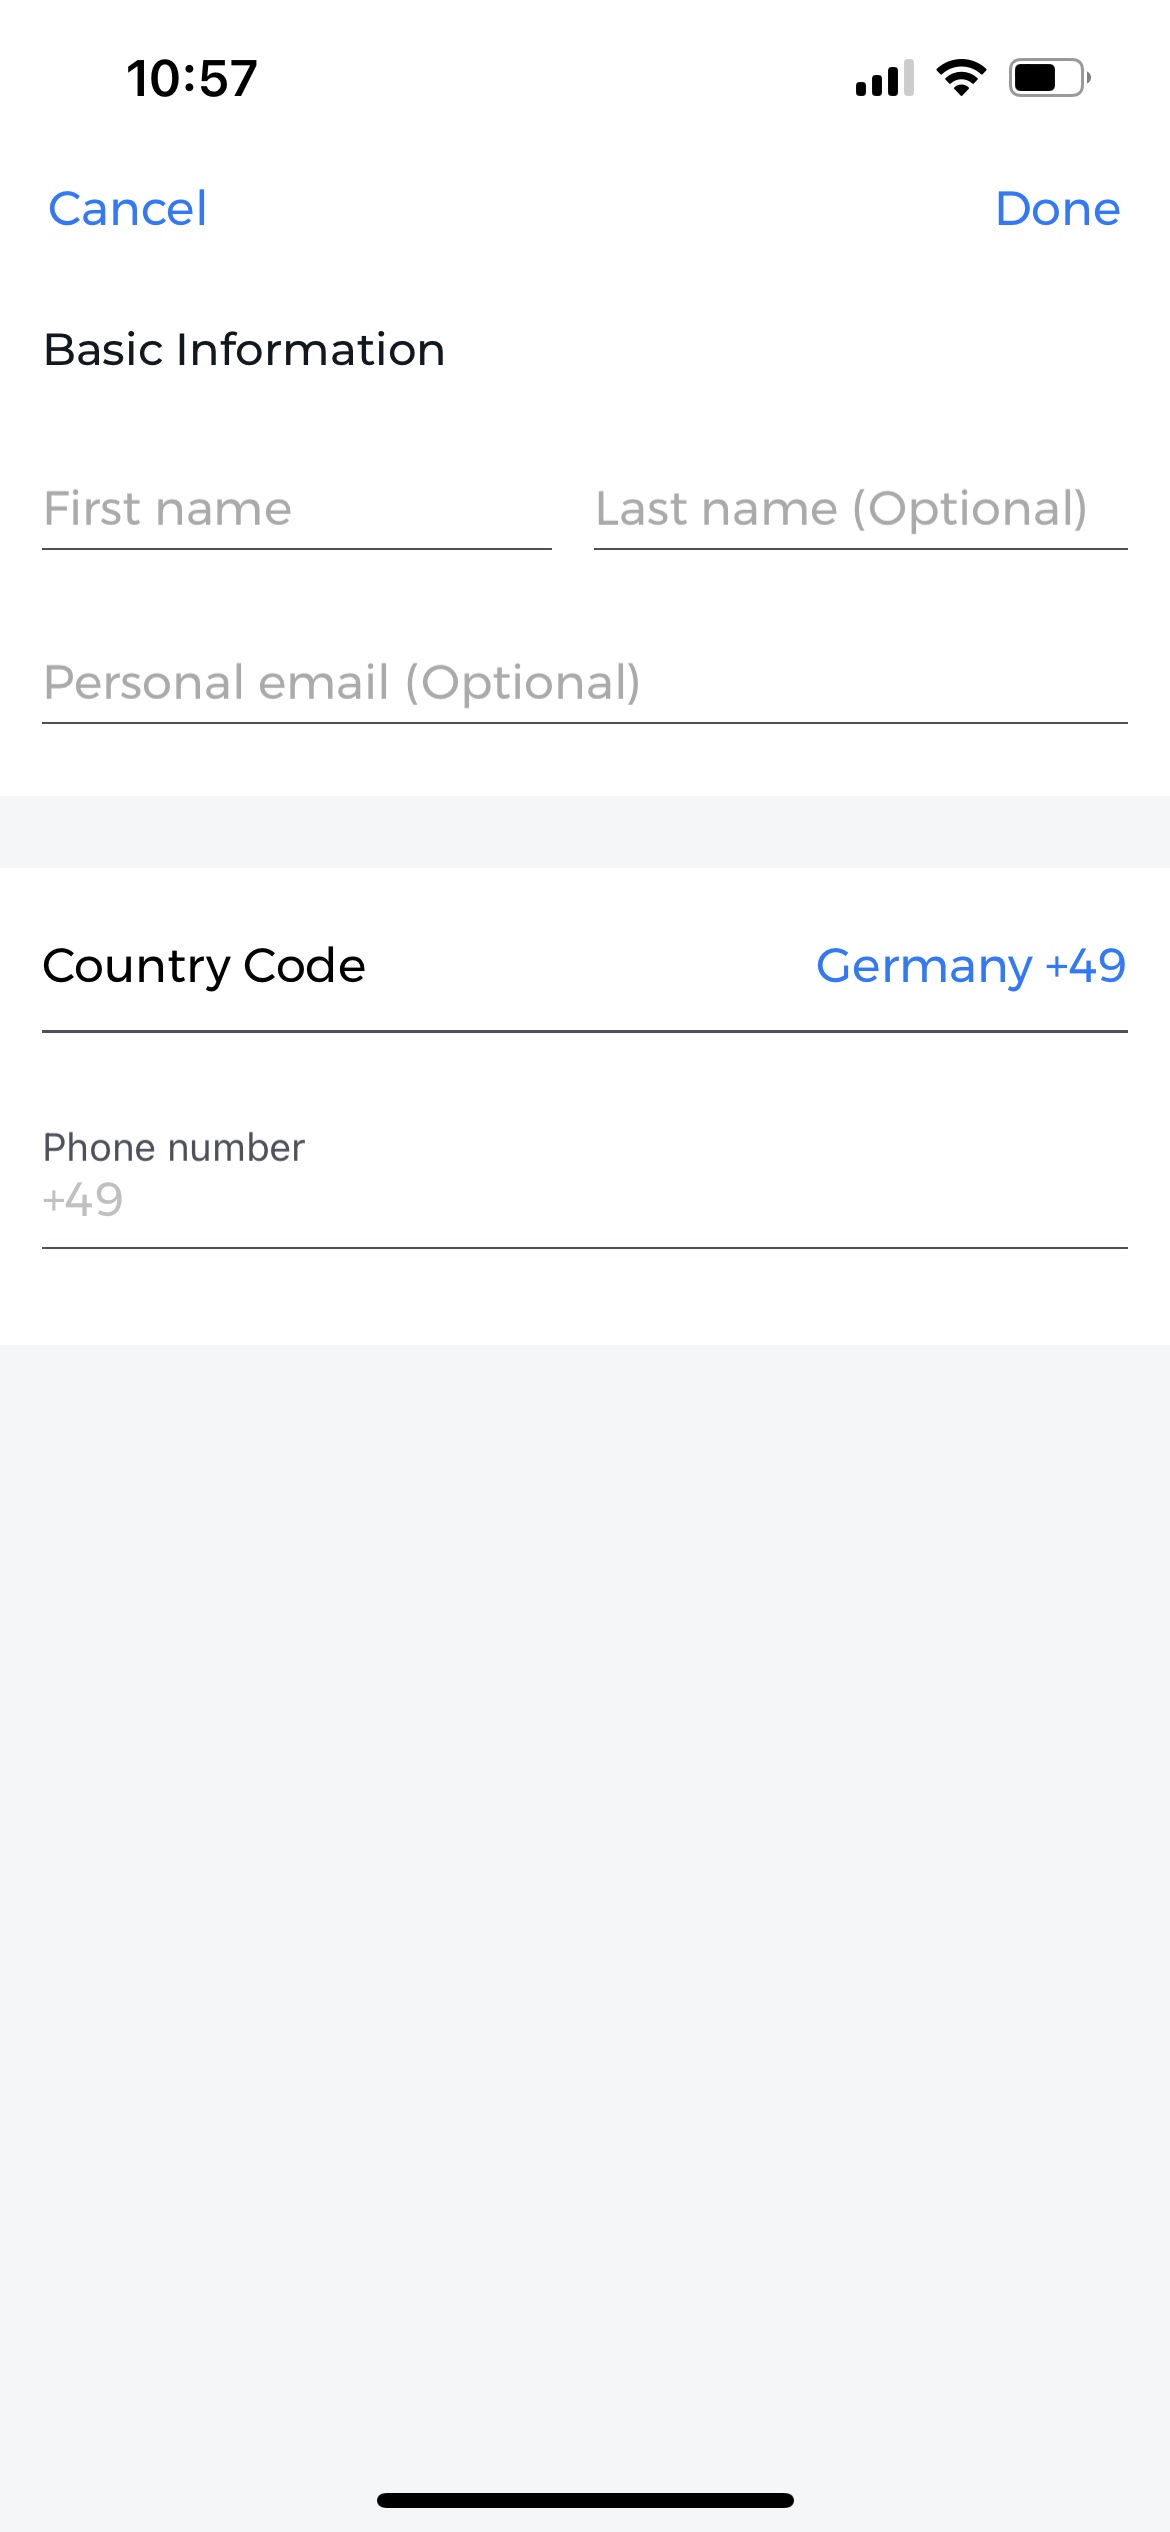 10:57
Cancel Done
Basic Information
First name Last name (Optional)
Personal email (Optional)
Country Code Germany +49
Phone number
+49